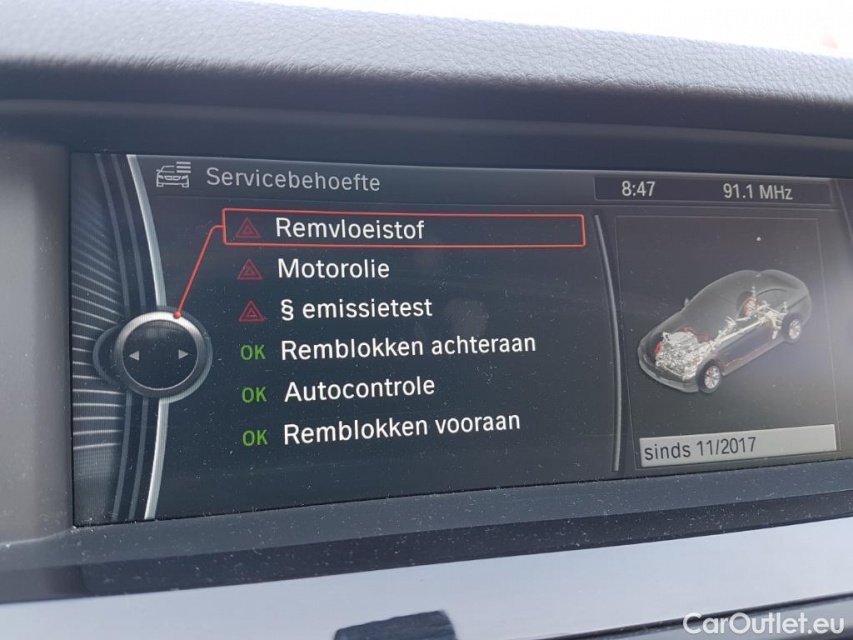 Servicebehoefte
8:47 91.1 MHz
Remvloeistof
Motorolie
§ emissietest
OK Remblokken achteraan
OK Autocontrole
OK Remblokken vooraan
sinds 11/2017
CarOutlet.eu